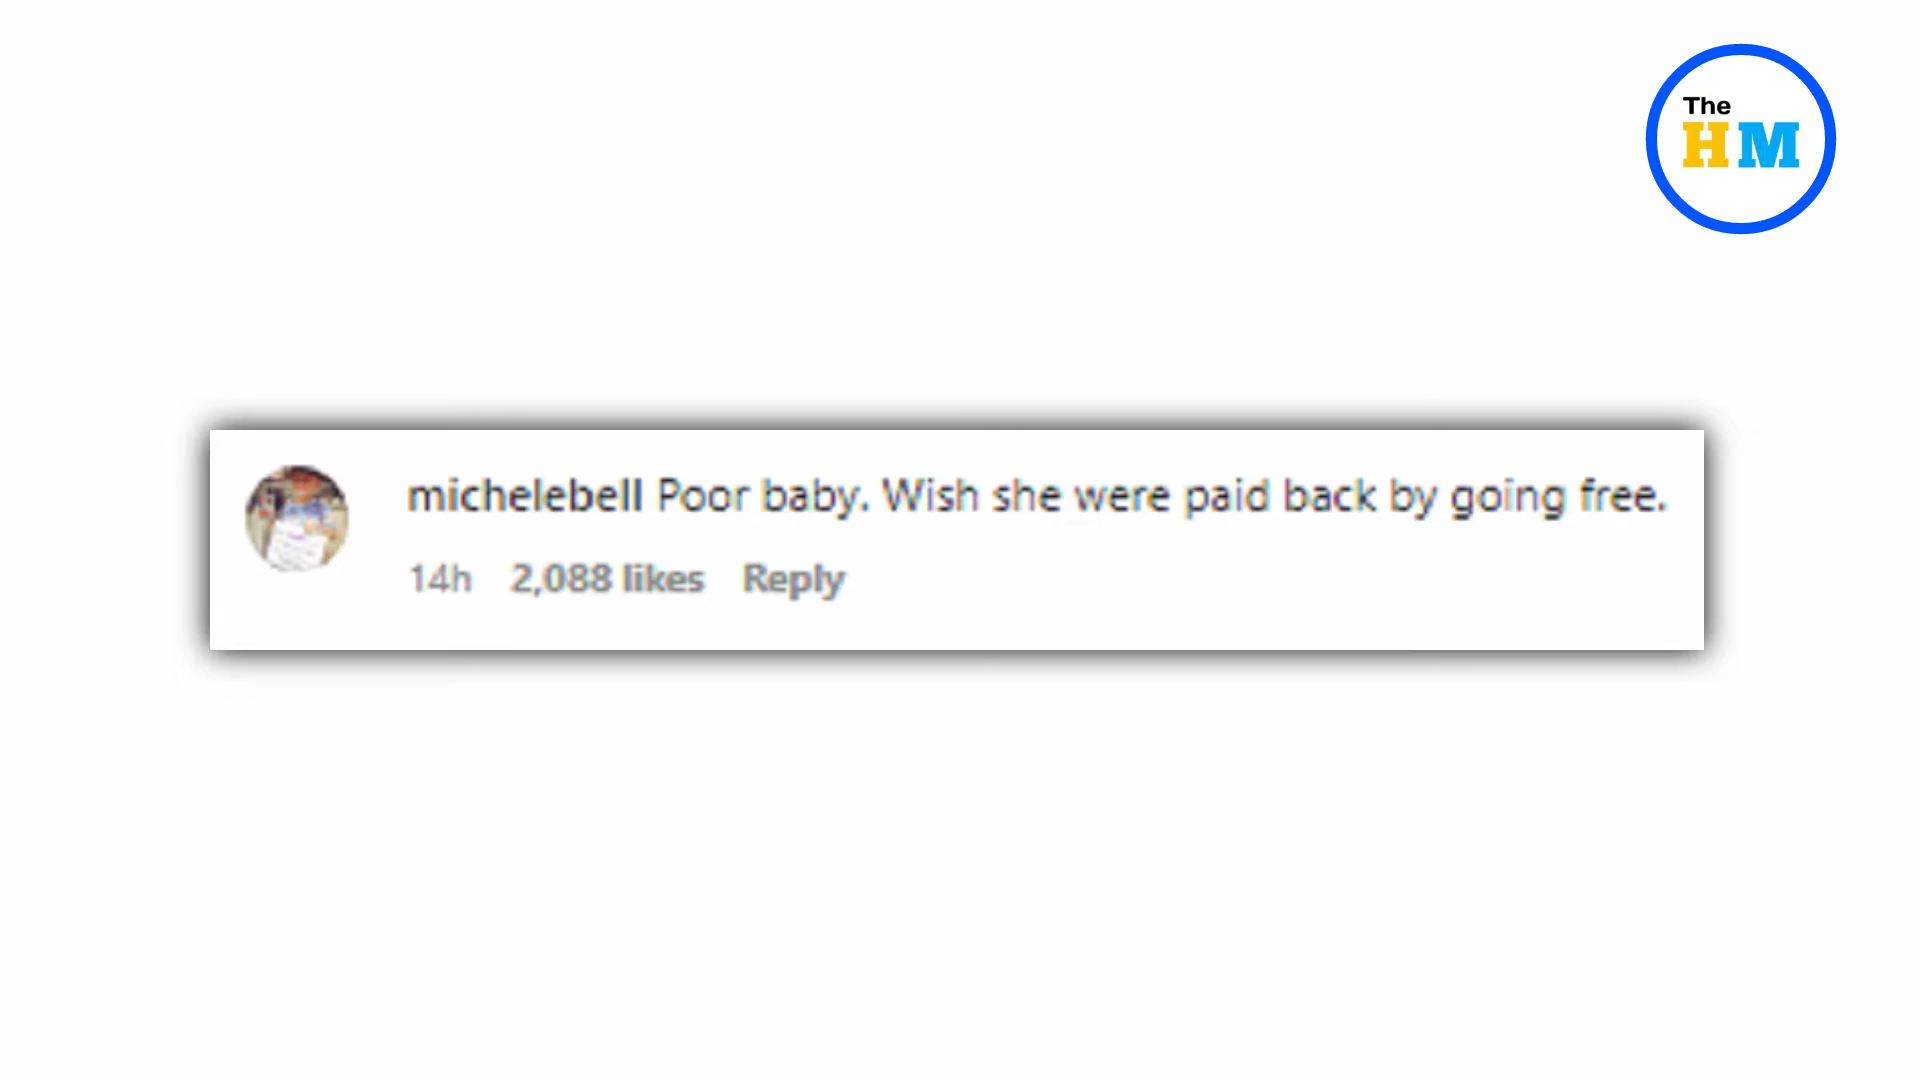 The
HM
michelebell Poor baby. Wish she were paid back by going free.
14h 2,088 likes Reply